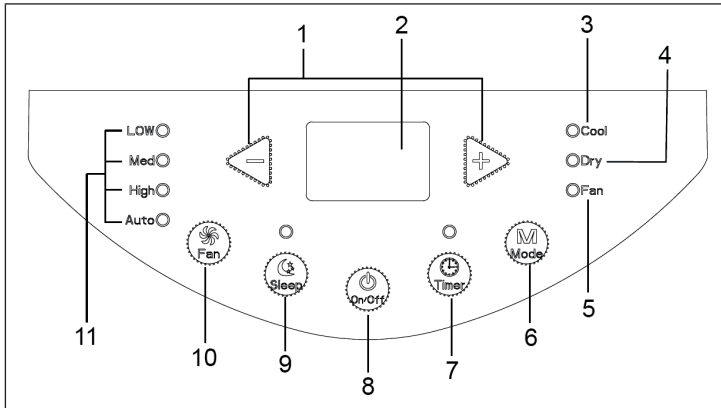 1
2
3
4
LOW
Med
High
Auto
−
+
Cool
Dry
Fan
Fan
Sleep
On/Off
Timer
M
Mode
5
6
7
8
9
10
11